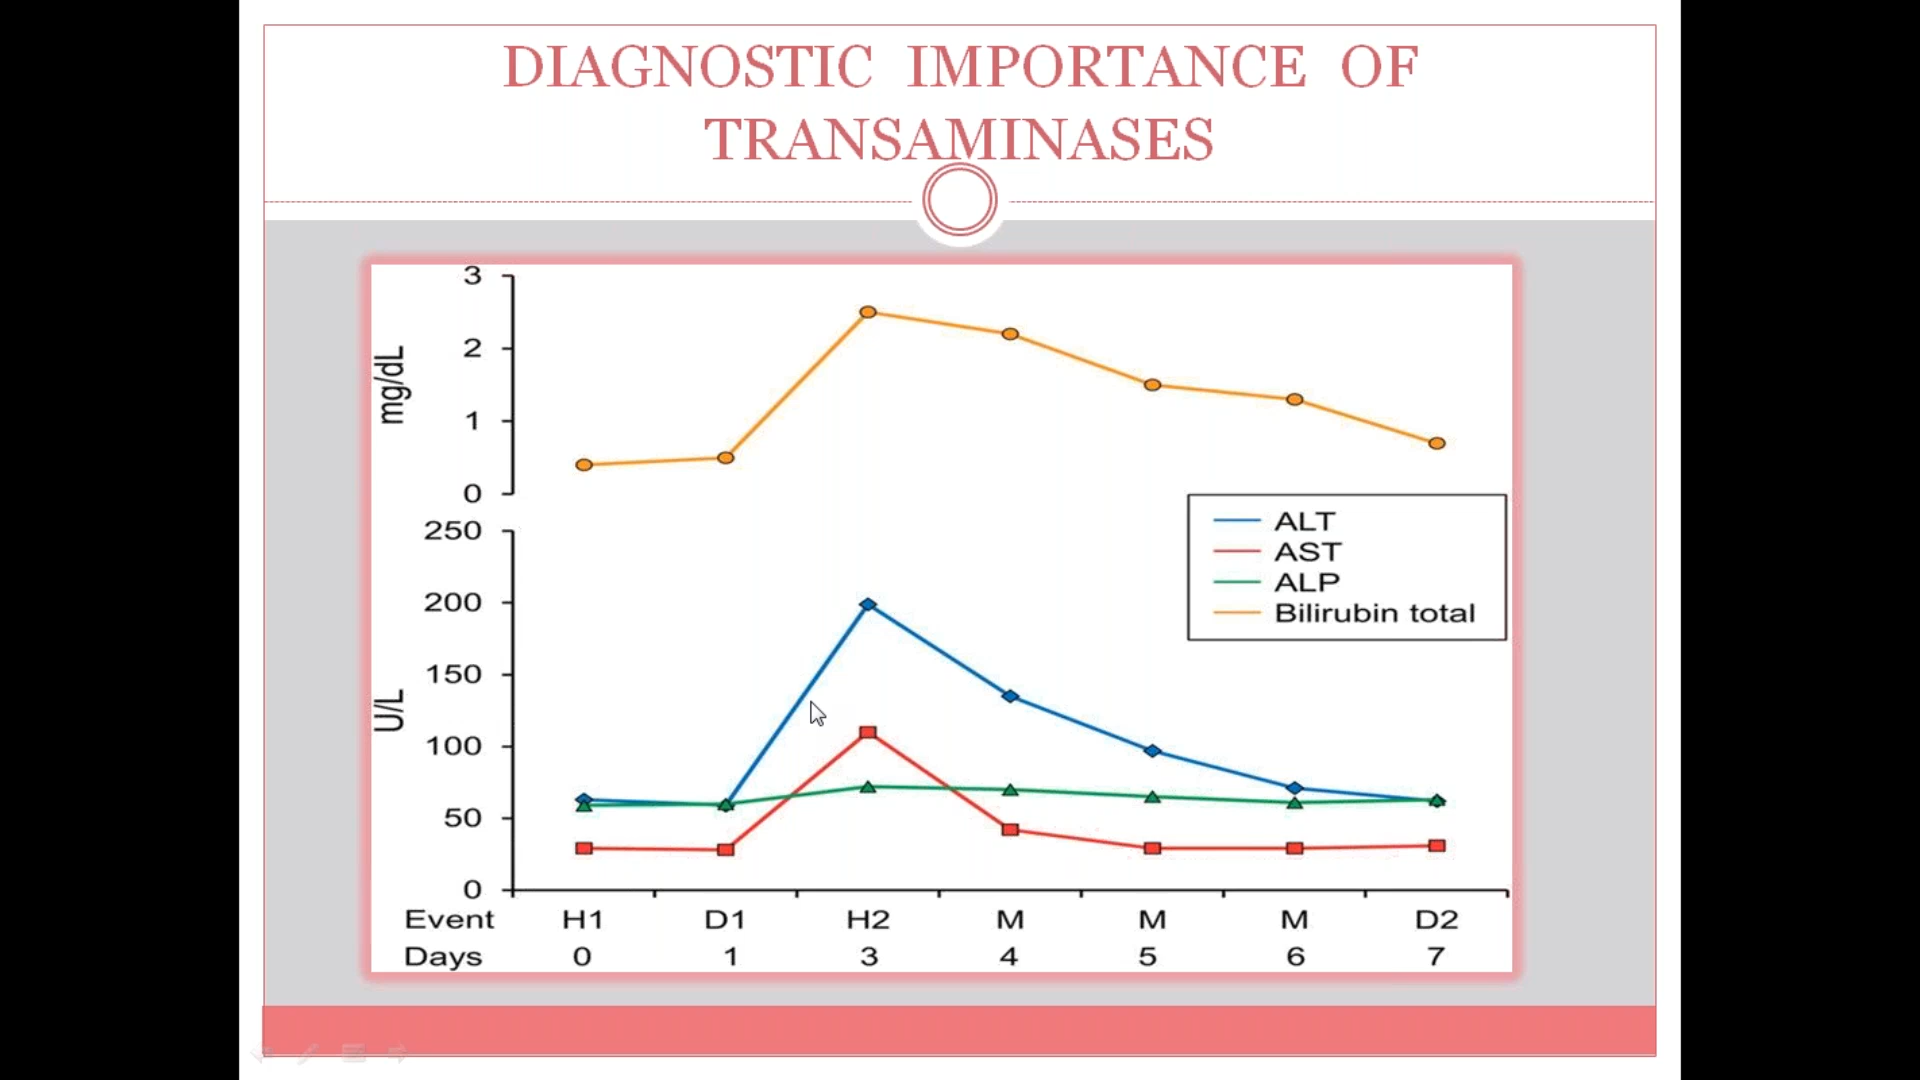 DIAGNOSTIC IMPORTANCE OF
TRANSAMINASES
3
2
1
0
mg/dL
250
200
150
100
50
0
U/L
ALT
AST
ALP
Bilirubin total
Event H1 D1 H2 M M M D2
Days 0 1 3 4 5 6 7